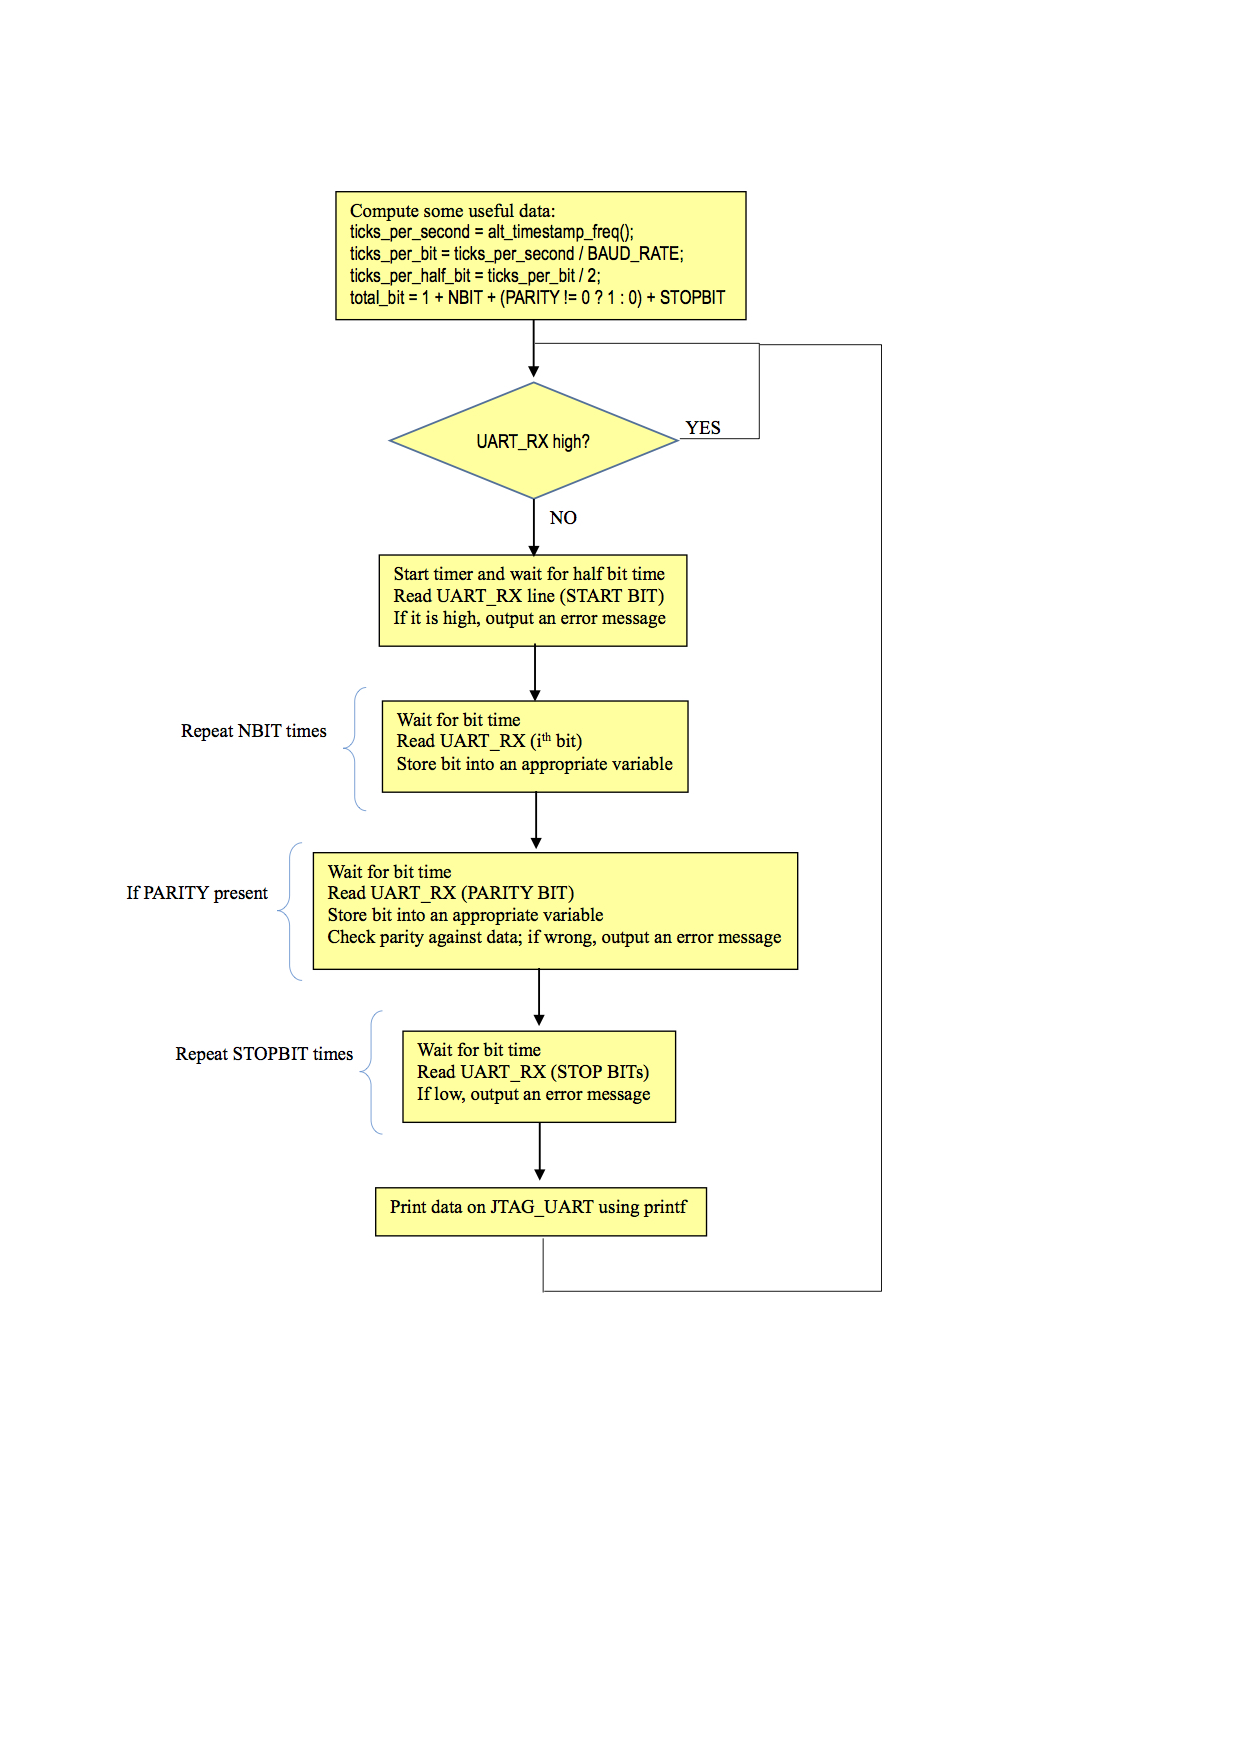 Compute some useful data:
ticks_per_second = alt_timestamp_freq();
ticks_per_bit = ticks_per_second / BAUD_RATE;
ticks_per_half_bit = ticks_per_bit / 2;
total_bit = 1 + NBIT + (PARITY != 0 ? 1 : 0) + STOPBIT
UART_RX high?
YES
NO
Start timer and wait for half bit time
Read UART_RX line (START BIT)
If it is high, output an error message
Repeat NBIT times
Wait for bit time
Read UART_RX (ith bit)
Store bit into an appropriate variable
If PARITY present
Wait for bit time
Read UART_RX (PARITY BIT)
Store bit into an appropriate variable
Check parity against data; if wrong, output an error message
Repeat STOPBIT times
Wait for bit time
Read UART_RX (STOP BITs)
If low, output an error message
Print data on JTAG_UART using printf